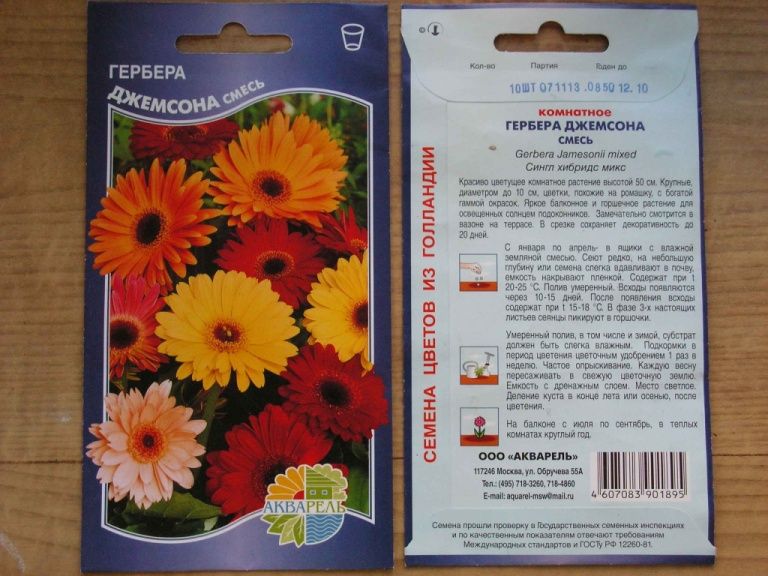 ГЕРБЕРА
ДЖЕМСОНА СМЕСЬ
АКВАРЕЛЬ
Кол-во Партия Годен до
10ШТ 071113 .0850 12.10
комнатное
ГЕРБЕРА ДЖЕМСОНА
СМЕСЬ
Gerbera Jamesonii mixed
Сингл хибридс микс
Красиво цветущее комнатное растение высотой 50 см. Крупные,
диаметром до 10 см, цветки, похожие на ромашку, с богатой
гаммой окрасок. Яркое балконное и горшечное растение для
освещенных солнцем подоконников. Замечательно смотрится в
вазоне на террасе. В срезке сохраняет декоративность до
20 дней.
С января по апрель- в ящики с влажной
земляной смесью. Сеют редко, на небольшую
глубину или семена слегка вдавливают в почву,
емкость накрывают пленкой. Содержат при t
20-25 °С. Полив умеренный. Всходы появляются
через 10-15 дней. После появления всходы
содержат при t 15-18 °С. В фазе 3-х настоящих
листьев сеянцы пикируют в горшочки.
Умеренный полив, в том числе и зимой, субстрат
должен быть слегка влажным. Подкормки в
период цветения цветочным удобрением 1 раз в
неделю. Частое опрыскивание. Каждую весну
пересаживать в свежую цветочную землю.
Емкость с дренажным слоем. Место светлое.
Деление куста в конце лета или осенью, после
цветения.
На балконе с июля по сентябрь, в теплых
комнатах круглый год.
СЕМЕНА ЦВЕТОВ ИЗ ГОЛЛАНДИИ
ООО «АКВАРЕЛЬ»
117246 Москва, ул. Обручева 55А
Тел.: (495) 718-3260, 718-4860
E-mail: aquarel-msw@mail.ru
4 607083 901895
Семена прошли проверку в Государственных семенных инспекциях
и по качественным показателям отвечают требованиям
Международных стандартов и ГОСТу РФ 12260-81.